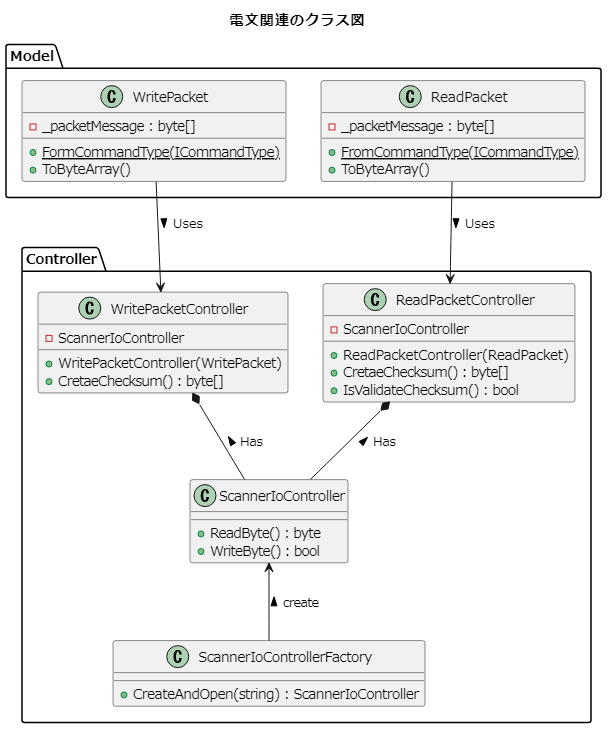 電文関連のクラス図
Model
C WritePacket
_packetMessage : byte[]
FormCommandType(ICommandType)
ToByteArray()
C ReadPacket
_packetMessage : byte[]
FromCommandType(ICommandType)
ToByteArray()
Uses
Uses
Controller
C WritePacketController
ScannerIoController
WritePacketController(WritePacket)
CretaeChecksum() : byte[]
C ReadPacketController
ScannerIoController
ReadPacketController(ReadPacket)
CretaeChecksum() : byte[]
IsValidateChecksum() : bool
Has
Has
C ScannerIoController
ReadByte() : byte
WriteByte() : bool
create
C ScannerIoControllerFactory
CreateAndOpen(string) : ScannerIoController